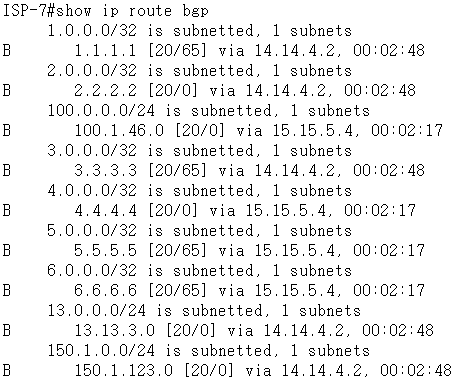 ISP-7#show ip route bgp
     1.0.0.0/32 is subnetted, 1 subnets
B       1.1.1.1 [20/65] via 14.14.4.2, 00:02:48
     2.0.0.0/32 is subnetted, 1 subnets
B       2.2.2.2 [20/0] via 14.14.4.2, 00:02:48
     100.0.0.0/24 is subnetted, 1 subnets
B       100.1.46.0 [20/0] via 15.15.5.4, 00:02:17
     3.0.0.0/32 is subnetted, 1 subnets
B       3.3.3.3 [20/65] via 14.14.4.2, 00:02:48
     4.0.0.0/32 is subnetted, 1 subnets
B       4.4.4.4 [20/0] via 15.15.5.4, 00:02:17
     5.0.0.0/32 is subnetted, 1 subnets
B       5.5.5.5 [20/65] via 15.15.5.4, 00:02:17
     6.0.0.0/32 is subnetted, 1 subnets
B       6.6.6.6 [20/65] via 15.15.5.4, 00:02:17
     13.0.0.0/24 is subnetted, 1 subnets
B       13.13.3.0 [20/0] via 14.14.4.2, 00:02:48
     150.1.0.0/24 is subnetted, 1 subnets
B       150.1.123.0 [20/0] via 14.14.4.2, 00:02:48